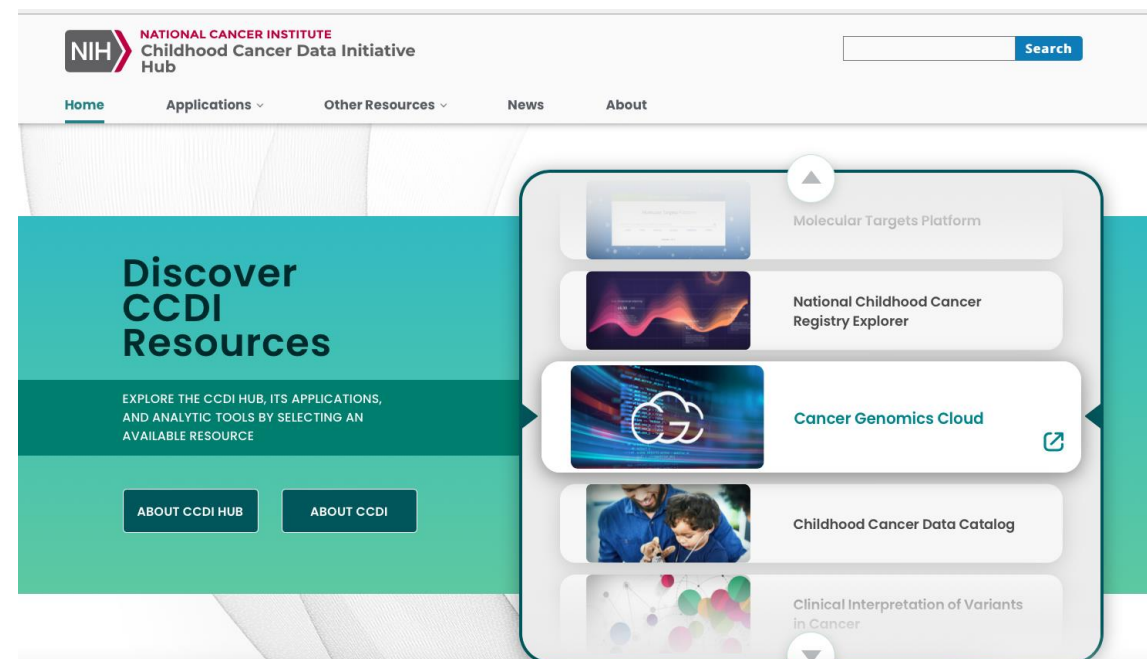 NIH
NATIONAL CANCER INSTITUTE
Childhood Cancer Data Initiative
Hub
Search
Home
Applications
Other Resources
News
About
Discover
CCDI
Resources
EXPLORE THE CCDI HUB, ITS APPLICATIONS,
AND ANALYTIC TOOLS BY SELECTING AN
AVAILABLE RESOURCE
ABOUT CCDI HUB
ABOUT CCDI
Molecular Targets Platform
National Childhood Cancer
Registry Explorer
Cancer Genomics Cloud
Childhood Cancer Data Catalog
Clinical Interpretation of Variants
in Cancer